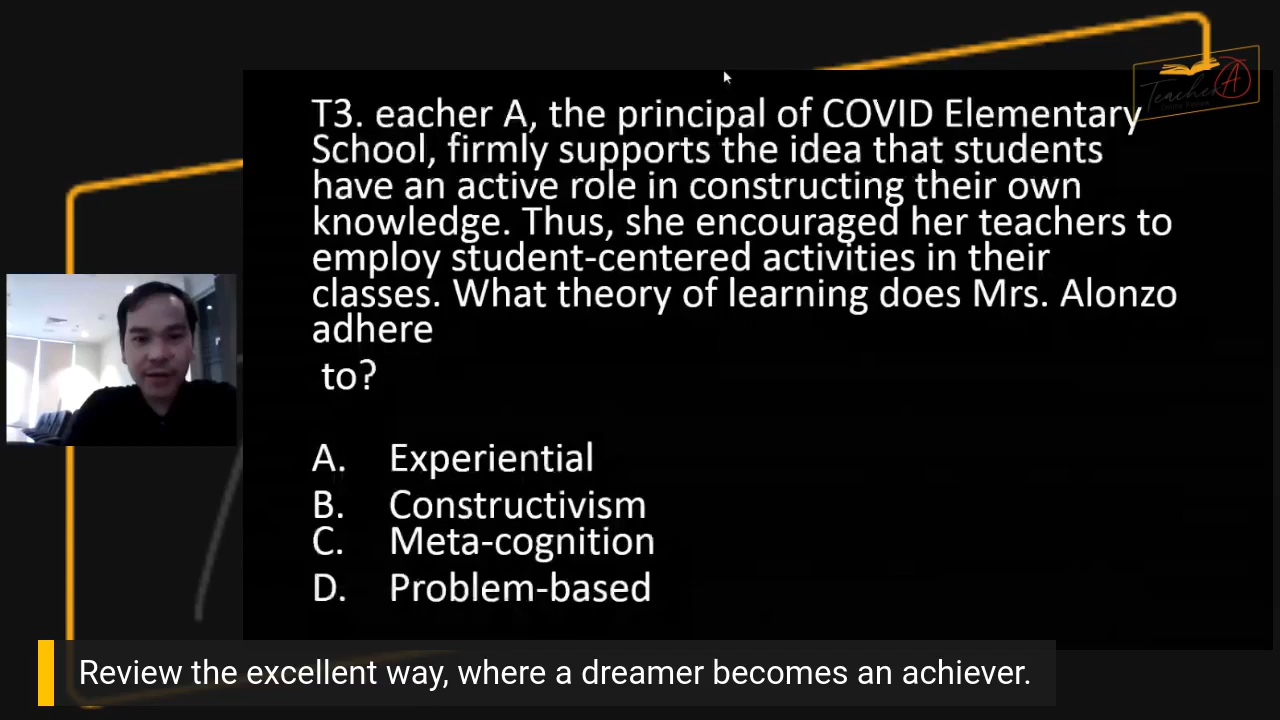 T3. eacher A, the principal of COVID Elementary
School, firmly supports the idea that students
have an active role in constructing their own
knowledge. Thus, she encouraged her teachers to
employ student-centered activities in their
classes. What theory of learning does Mrs. Alonzo
adhere
to?
A. Experiential
B. Constructivism
C. Meta-cognition
D. Problem-based
Teacher A
Review the excellent way, where a dreamer becomes an achiever.